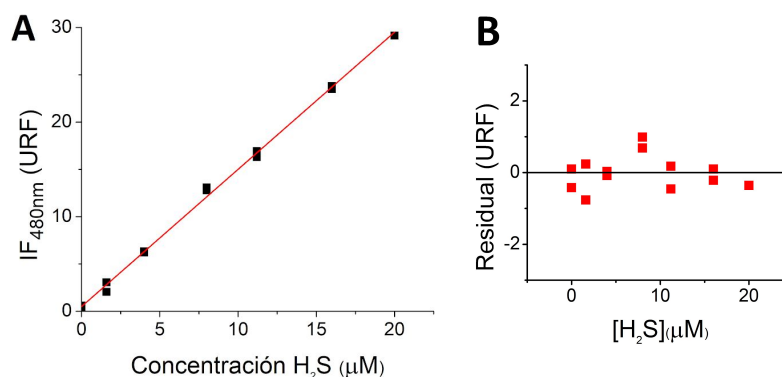 A
30
20
10
0
IF480nm (URF)
0
5
10
15
20
Concentración H2S (μM)
B
2
0
-2
Residual (URF)
0
10
20
[H2S](μM)